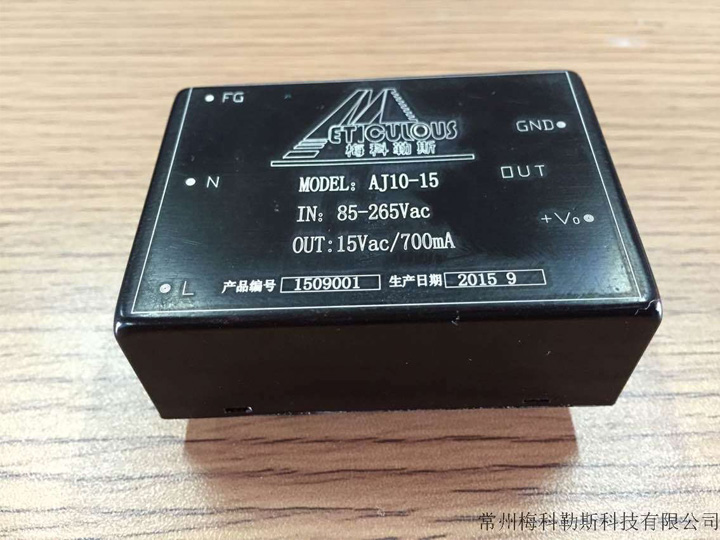 FG
METICULOUS
梅科勒斯
GND
N
MODEL: AJ10-15
OUT
IN: 85-265Vac
+Vo
OUT:15Vac/700mA
L
产品编号 1509001 生产日期 2015 9
常州梅科勒斯科技有限公司